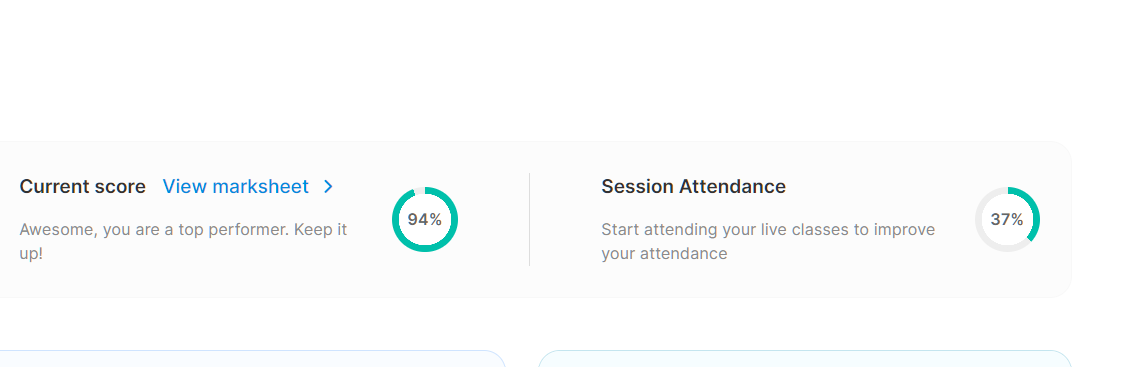 Current score View marksheet
Awesome, you are a top performer. Keep it
up!
94%
Session Attendance
Start attending your live classes to improve
your attendance
37%